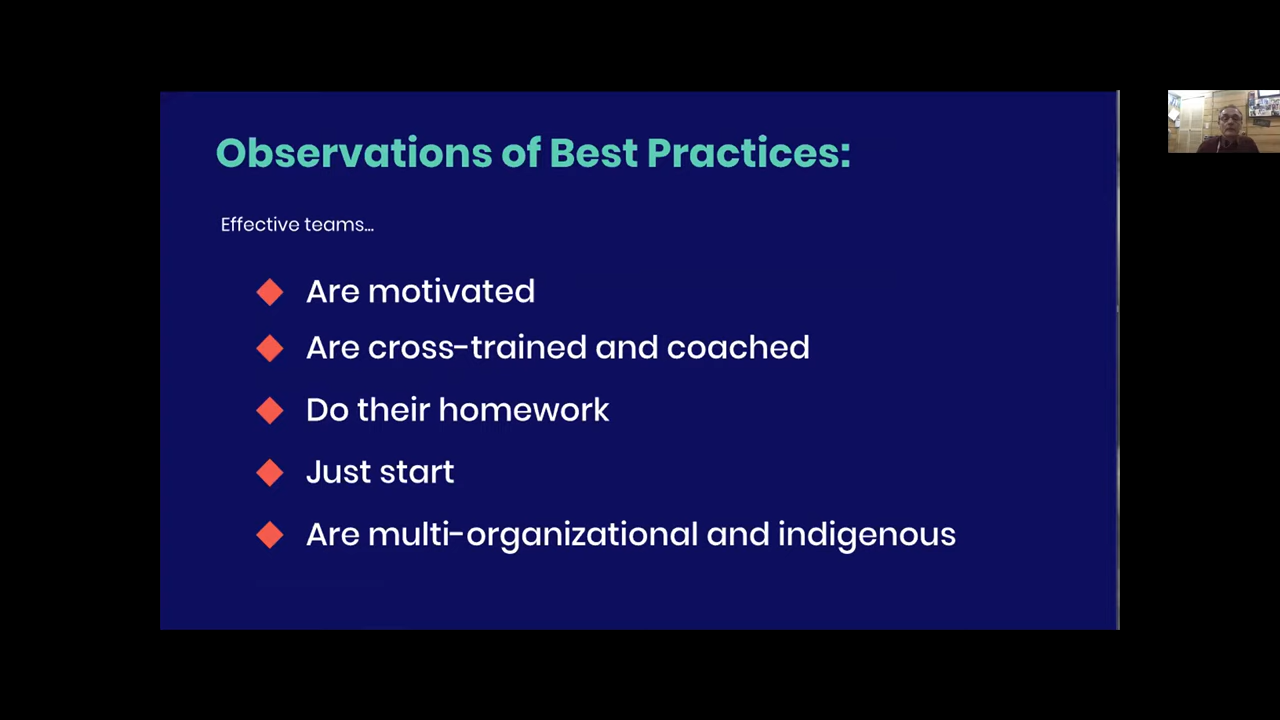 Observations of Best Practices:
Effective teams...
Are motivated
Are cross-trained and coached
Do their homework
Just start
Are multi-organizational and indigenous